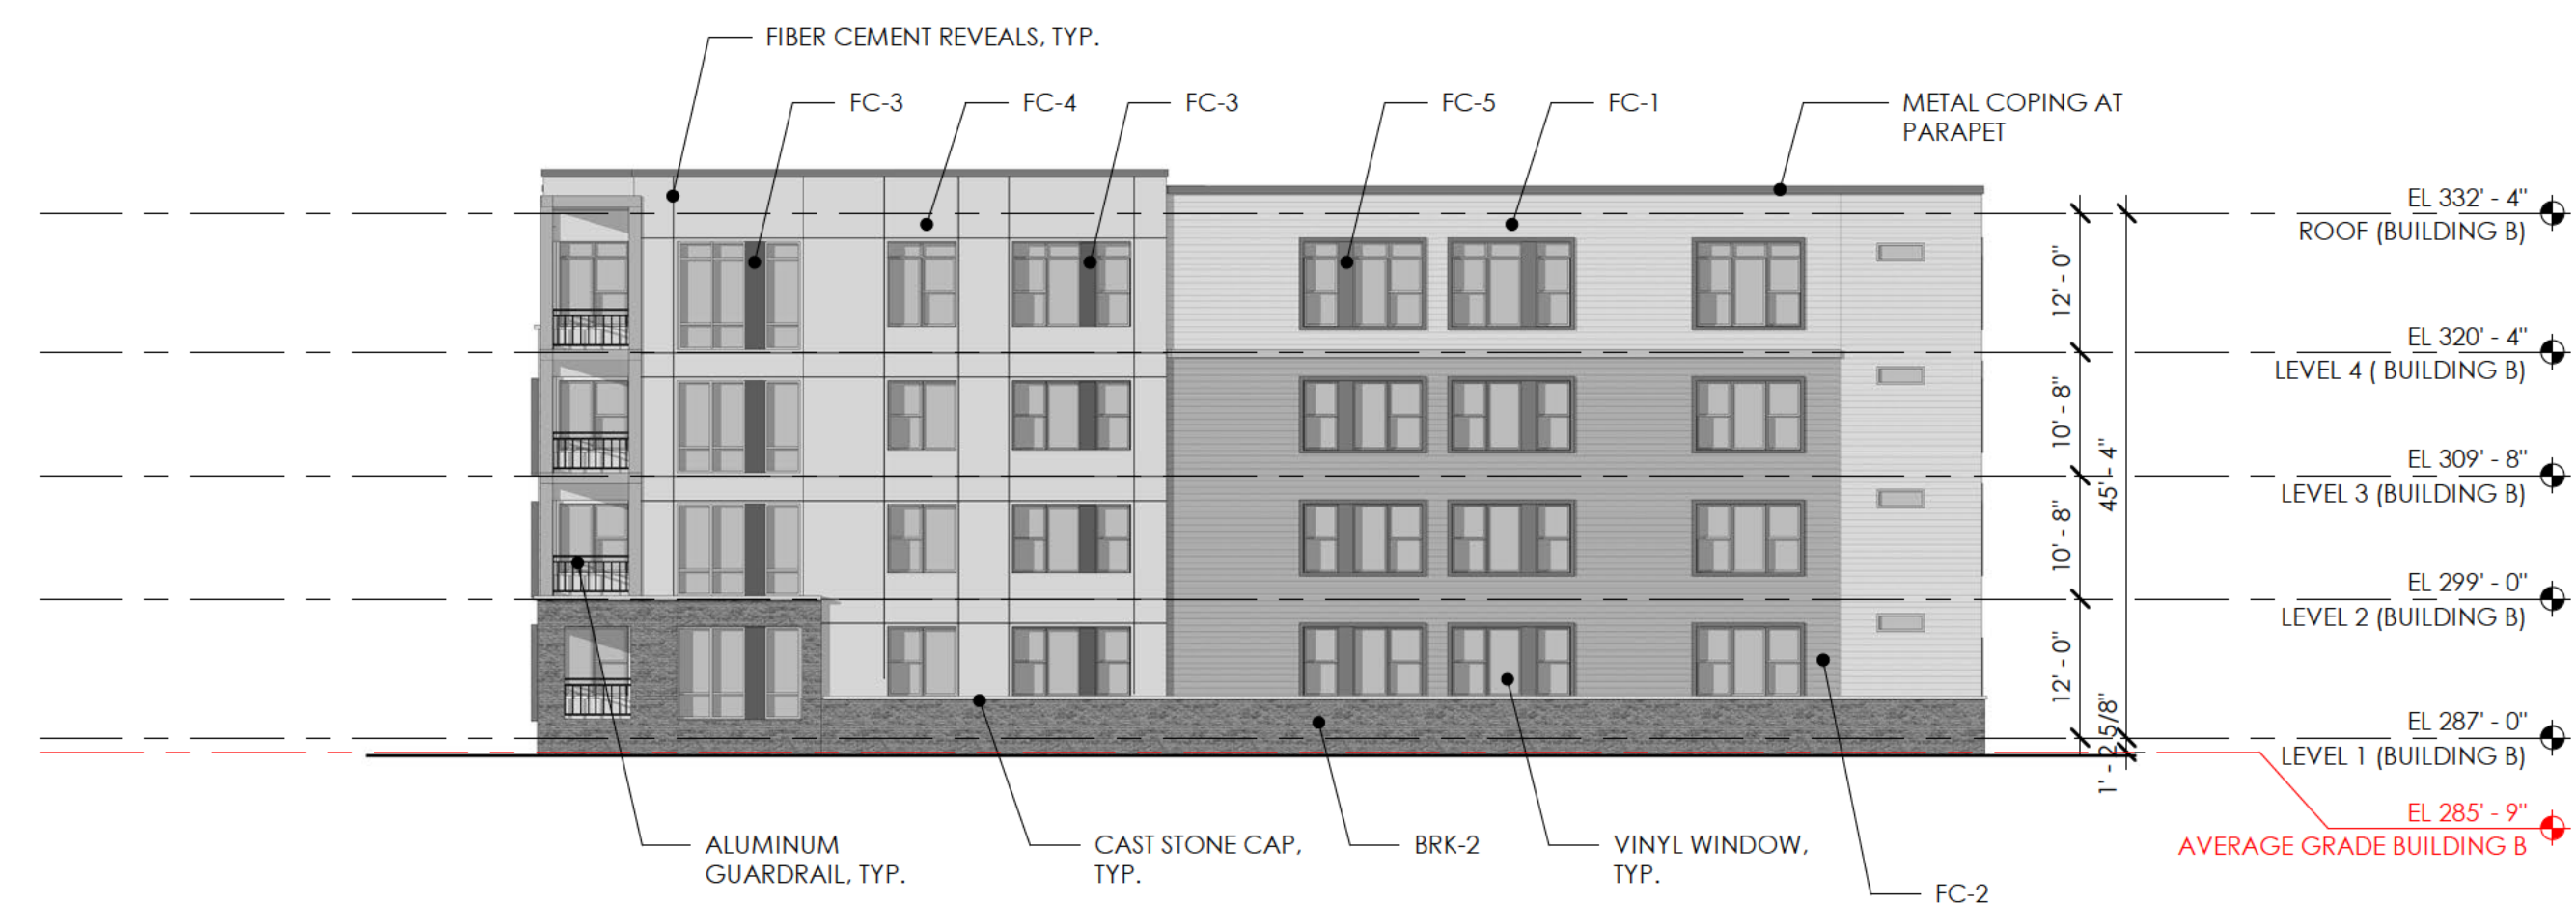 FIBER CEMENT REVEALS, TYP.
FC-3
FC-4
FC-3
FC-5
FC-1
METAL COPING AT
PARAPET
EL 332' - 4"
ROOF (BUILDING B)
12' - 0"
EL 320' - 4"
LEVEL 4 ( BUILDING B)
10' - 8"
45' - 4"
EL 309' - 8"
LEVEL 3 (BUILDING B)
10' - 8"
EL 299' - 0"
LEVEL 2 (BUILDING B)
12' - 0"
EL 287' - 0"
LEVEL 1 (BUILDING B)
1' - 2 5/8"
EL 285' - 9"
AVERAGE GRADE BUILDING B
ALUMINUM
GUARDRAIL, TYP.
CAST STONE CAP,
TYP.
BRK-2
VINYL WINDOW,
TYP.
FC-2